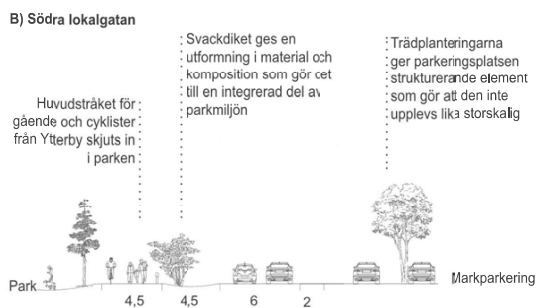 B) Södra lokalgatan
Huvudstråket för
gående och cyklister
från Ytterby skjuts in
i parken
Svackdiket ges en
utformning i material och
komposition som gör det
till en integrerad del av
parkmiljön
Trädplanteringarna
ger parkeringsplatsen
strukturerande element
som gör att den inte
upplevs lika storskalig
Park
Markparkering
4,5
4,5
6
2